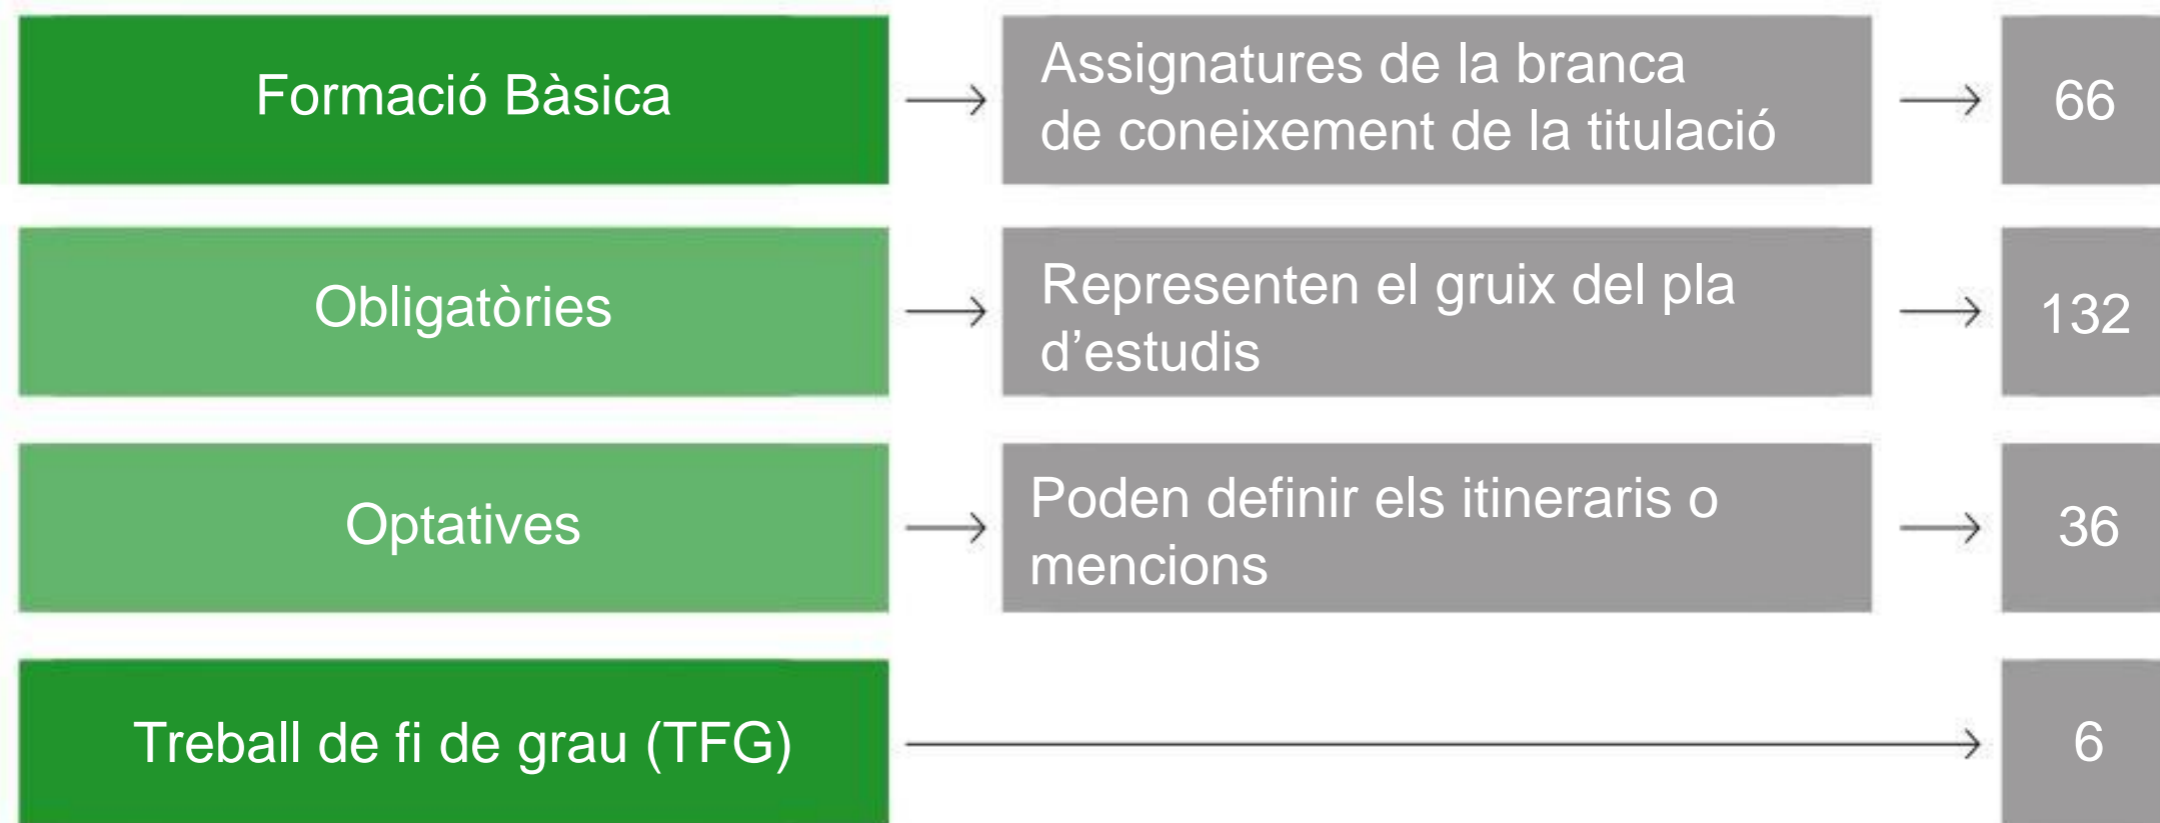 Formació Bàsica
Assignatures de la branca
de coneixement de la titulació
66
Obligatòries
Representen el gruix del pla
d’estudis
132
Optatives
Poden definir els itineraris o
mencions
36
Treball de fi de grau (TFG)
6